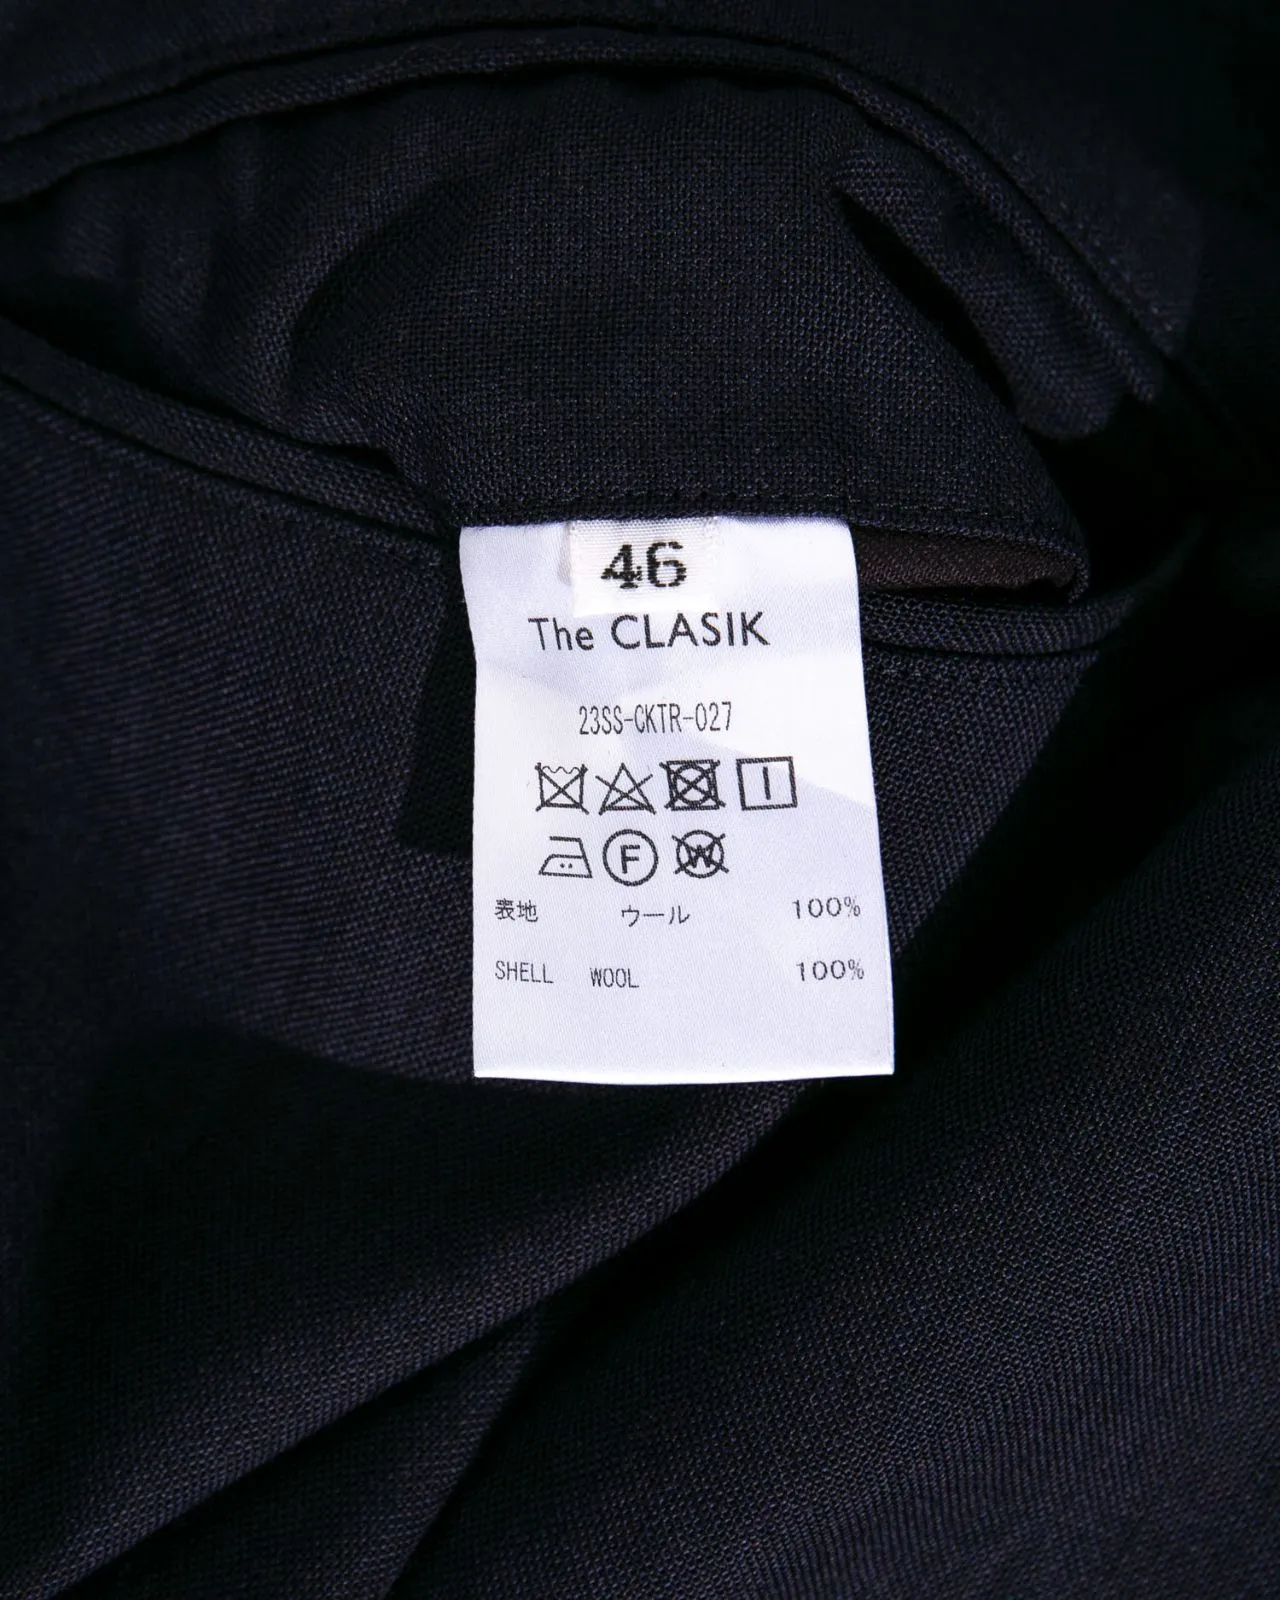 46
The CLASIK
23SS-CKTR-027
F W
表地 ウール 100%
SHELL WOOL 100%